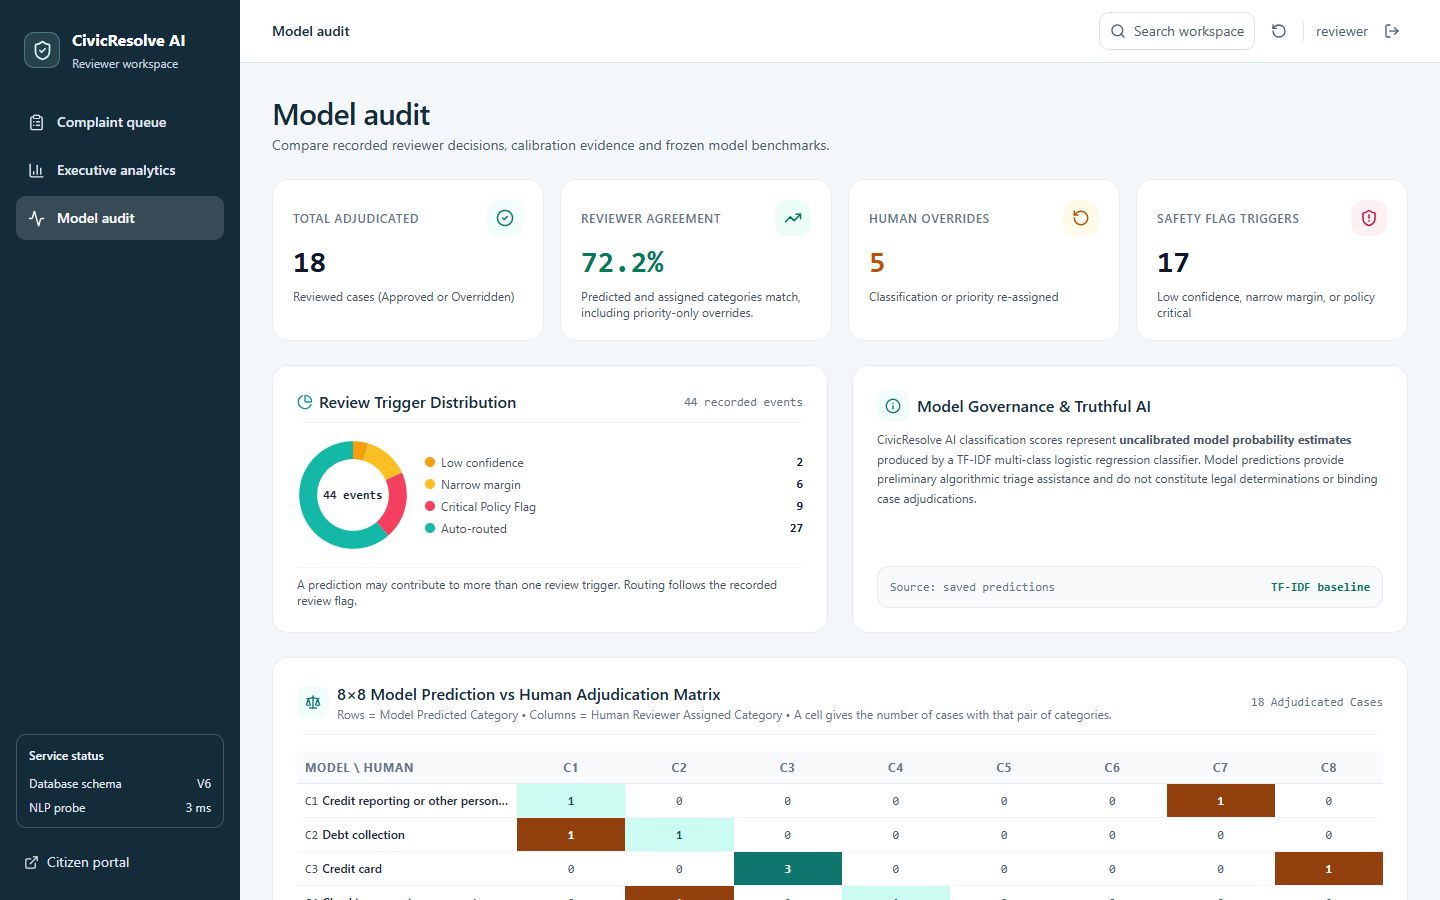 CivicResolve AI
Reviewer workspace
Complaint queue
Executive analytics
Model audit
Service status
Database schema V6
NLP probe 3 ms
Citizen portal
Model audit
Search workspace
reviewer
Model audit
Compare recorded reviewer decisions, calibration evidence and frozen model benchmarks.
TOTAL ADJUDICATED
18
Reviewed cases (Approved or Overridden)
REVIEWER AGREEMENT
72.2%
Predicted and assigned categories match,
including priority-only overrides.
HUMAN OVERRIDES
5
Classification or priority re-assigned
SAFETY FLAG TRIGGERS
17
Low confidence, narrow margin, or policy
critical
Review Trigger Distribution
44 recorded events
44 events
Low confidence 2
Narrow margin 6
Critical Policy Flag 9
Auto-routed 27
A prediction may contribute to more than one review trigger. Routing follows the recorded
review flag.
Model Governance & Truthful AI
CivicResolve AI classification scores represent uncalibrated model probability estimates
produced by a TF-IDF multi-class logistic regression classifier. Model predictions provide
preliminary algorithmic triage assistance and do not constitute legal determinations or binding
case adjudications.
Source: saved predictions TF-IDF baseline
8×8 Model Prediction vs Human Adjudication Matrix
Rows = Model Predicted Category • Columns = Human Reviewer Assigned Category • A cell gives the number of cases with that pair of categories.
18 Adjudicated Cases
MODEL \ HUMAN C1 C2 C3 C4 C5 C6 C7 C8
C1 Credit reporting or other person... 1 0 0 0 0 0 1 0
C2 Debt collection 1 1 0 0 0 0 0 0
C3 Credit card 0 0 3 0 0 0 0 1